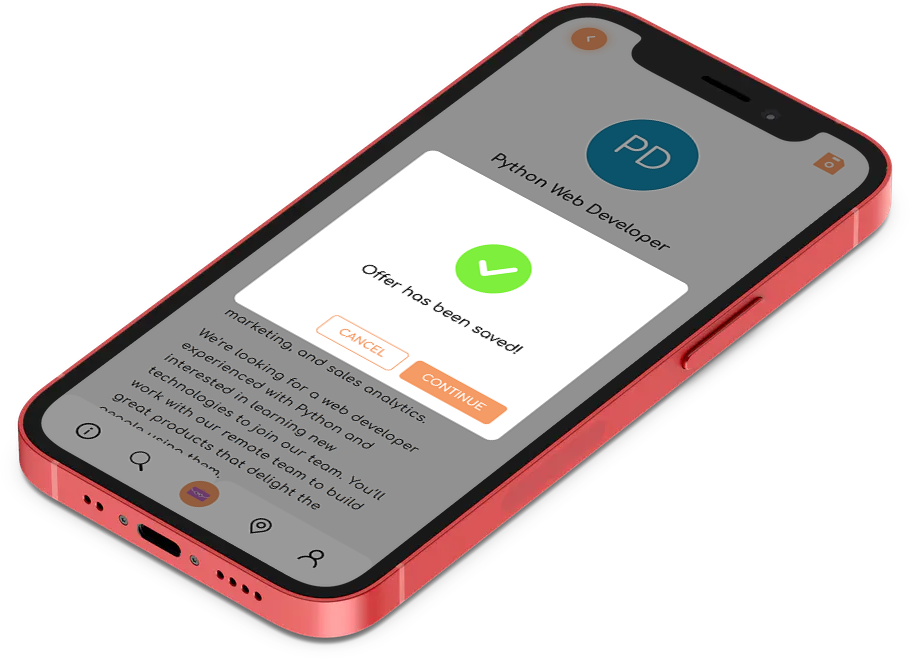 PD
Python Web Developer
Offer has been saved!
CANCEL
CONTINUE
marketing, and sales analytics.
We're looking for a web developer
experienced with Python and
interested in learning new
technologies to join our team. You'll
work with our remote team to build
great products that delight the
people using them.